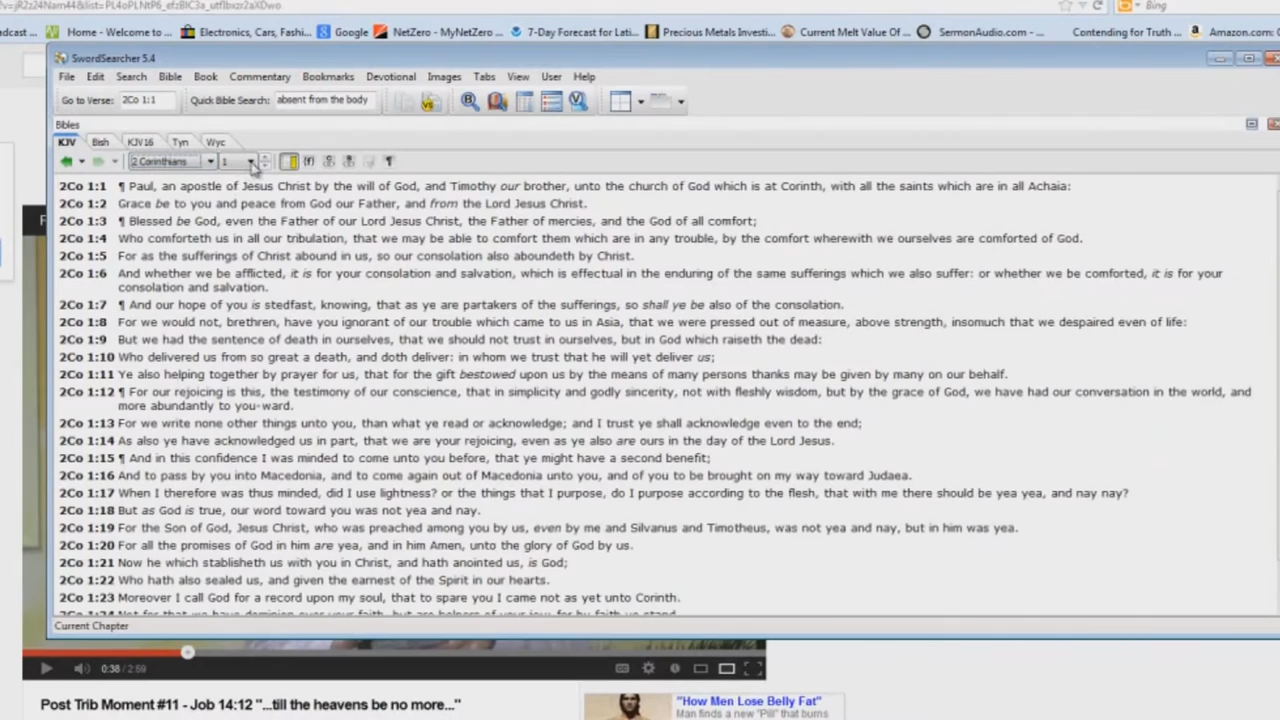 v=jR2z24Nam44&list=PL4oPLNtP6_ezBIC3a_utfIbxzr2aXDwo
Bing
dcast ...
Home - Welcome to ...
Electronics, Cars, Fashi...
Google
NetZero - MyNetZero ...
7-Day Forecast for Lati...
Precious Metals Investi...
Current Melt Value Of ...
SermonAudio.com - ...
Contending for Truth ...
Amazon.com: O
SwordSearcher 5.4
File Edit Search Bible Book Commentary Bookmarks Devotional Images Tabs View User Help
Go to Verse: 2Co 1:1 Quick Bible Search: absent from the body
Bibles
KJV Bish KJV16 Tyn Wyc
2 Corinthians 1
2Co 1:1 ¶ Paul, an apostle of Jesus Christ by the will of God, and Timothy our brother, unto the church of God which is at Corinth, with all the saints which are in all Achaia:
2Co 1:2 Grace be to you and peace from God our Father, and from the Lord Jesus Christ.
2Co 1:3 ¶ Blessed be God, even the Father of our Lord Jesus Christ, the Father of mercies, and the God of all comfort;
2Co 1:4 Who comforteth us in all our tribulation, that we may be able to comfort them which are in any trouble, by the comfort wherewith we ourselves are comforted of God.
2Co 1:5 For as the sufferings of Christ abound in us, so our consolation also aboundeth by Christ.
2Co 1:6 And whether we be afflicted, it is for your consolation and salvation, which is effectual in the enduring of the same sufferings which we also suffer: or whether we be comforted, it is for your
consolation and salvation.
2Co 1:7 ¶ And our hope of you is stedfast, knowing, that as ye are partakers of the sufferings, so shall ye be also of the consolation.
2Co 1:8 For we would not, brethren, have you ignorant of our trouble which came to us in Asia, that we were pressed out of measure, above strength, insomuch that we despaired even of life:
2Co 1:9 But we had the sentence of death in ourselves, that we should not trust in ourselves, but in God which raiseth the dead:
2Co 1:10 Who delivered us from so great a death, and doth deliver: in whom we trust that he will yet deliver us;
2Co 1:11 Ye also helping together by prayer for us, that for the gift bestowed upon us by the means of many persons thanks may be given by many on our behalf.
2Co 1:12 ¶ For our rejoicing is this, the testimony of our conscience, that in simplicity and godly sincerity, not with fleshly wisdom, but by the grace of God, we have had our conversation in the world, and
more abundantly to you-ward.
2Co 1:13 For we write none other things unto you, than what ye read or acknowledge; and I trust ye shall acknowledge even to the end;
2Co 1:14 As also ye have acknowledged us in part, that we are your rejoicing, even as ye also are ours in the day of the Lord Jesus.
2Co 1:15 ¶ And in this confidence I was minded to come unto you before, that ye might have a second benefit;
2Co 1:16 And to pass by you into Macedonia, and to come again out of Macedonia unto you, and of you to be brought on my way toward Judaea.
2Co 1:17 When I therefore was thus minded, did I use lightness? or the things that I purpose, do I purpose according to the flesh, that with me there should be yea yea, and nay nay?
2Co 1:18 But as God is true, our word toward you was not yea and nay.
2Co 1:19 For the Son of God, Jesus Christ, who was preached among you by us, even by me and Silvanus and Timotheus, was not yea and nay, but in him was yea.
2Co 1:20 For all the promises of God in him are yea, and in him Amen, unto the glory of God by us.
2Co 1:21 Now he which stablisheth us with you in Christ, and hath anointed us, is God;
2Co 1:22 Who hath also sealed us, and given the earnest of the Spirit in our hearts.
2Co 1:23 Moreover I call God for a record upon my soul, that to spare you I came not as yet unto Corinth.
2Co 1:24 Not for that we have dominion over your faith, but are helpers of your joy: for by faith ye stand.
Current Chapter
0:38 / 2:59
Post Trib Moment #11 - Job 14:12 "...till the heavens be no more..."
"How Men Lose Belly Fat"
Man finds a new "Pill" that burns